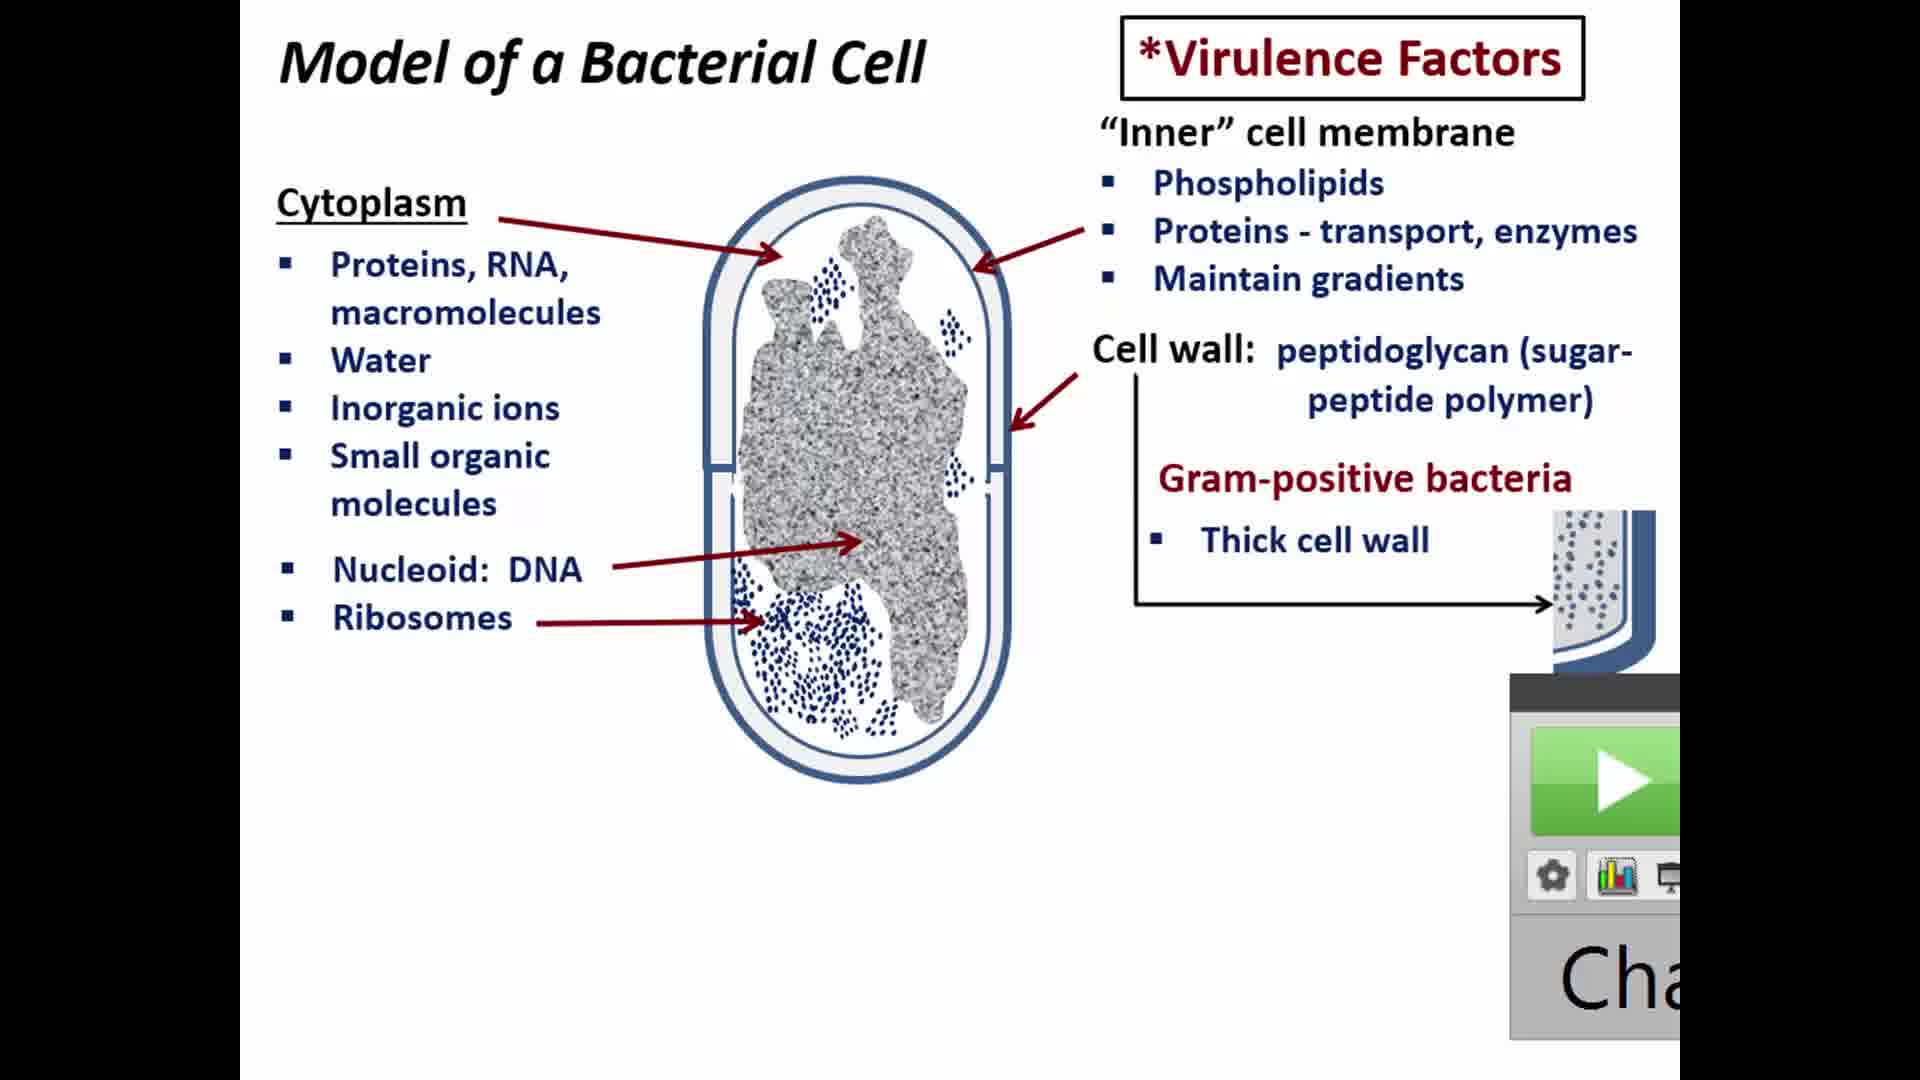 Model of a Bacterial Cell
*Virulence Factors
Cytoplasm
▪ Proteins, RNA,
macromolecules
▪ Water
▪ Inorganic ions
▪ Small organic
molecules
▪ Nucleoid: DNA
▪ Ribosomes
“Inner” cell membrane
▪ Phospholipids
▪ Proteins - transport, enzymes
▪ Maintain gradients
Cell wall: peptidoglycan (sugar-
peptide polymer)
Gram-positive bacteria
▪ Thick cell wall